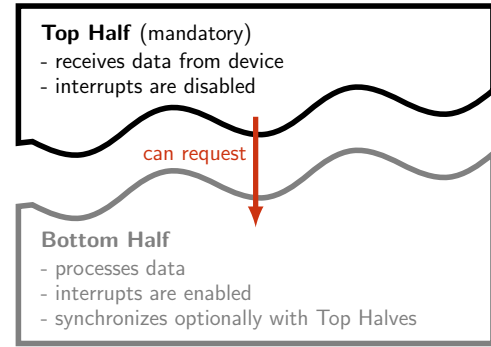 Top Half (mandatory)
- receives data from device
- interrupts are disabled
can request
Bottom Half
- processes data
- interrupts are enabled
- synchronizes optionally with Top Halves